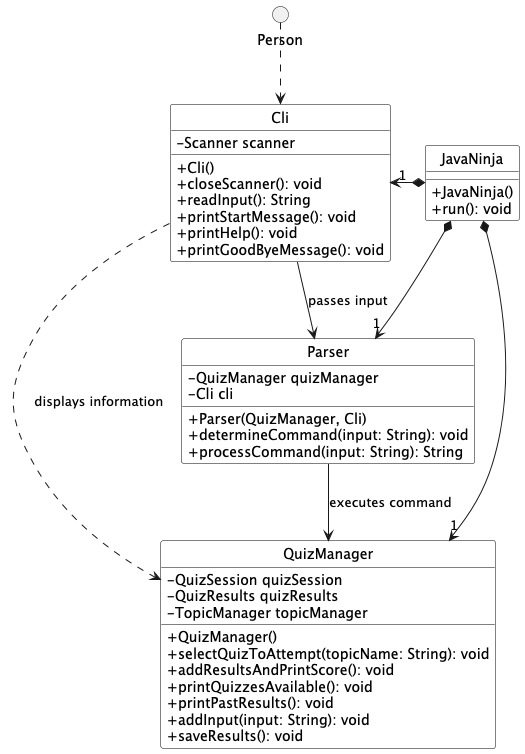 Person
Cli
-Scanner scanner
+Cli()
+closeScanner(): void
+readInput(): String
+printStartMessage(): void
+printHelp(): void
+printGoodByeMessage(): void
1
JavaNinja
+JavaNinja()
+run(): void
passes input
1
Parser
-QuizManager quizManager
-Cli cli
+Parser(QuizManager, Cli)
+determineCommand(input: String): void
+processCommand(input: String): String
displays information
executes command
1
QuizManager
-QuizSession quizSession
-QuizResults quizResults
-TopicManager topicManager
+QuizManager()
+selectQuizToAttempt(topicName: String): void
+addResultsAndPrintScore(): void
+printQuizzesAvailable(): void
+printPastResults(): void
+addInput(input: String): void
+saveResults(): void